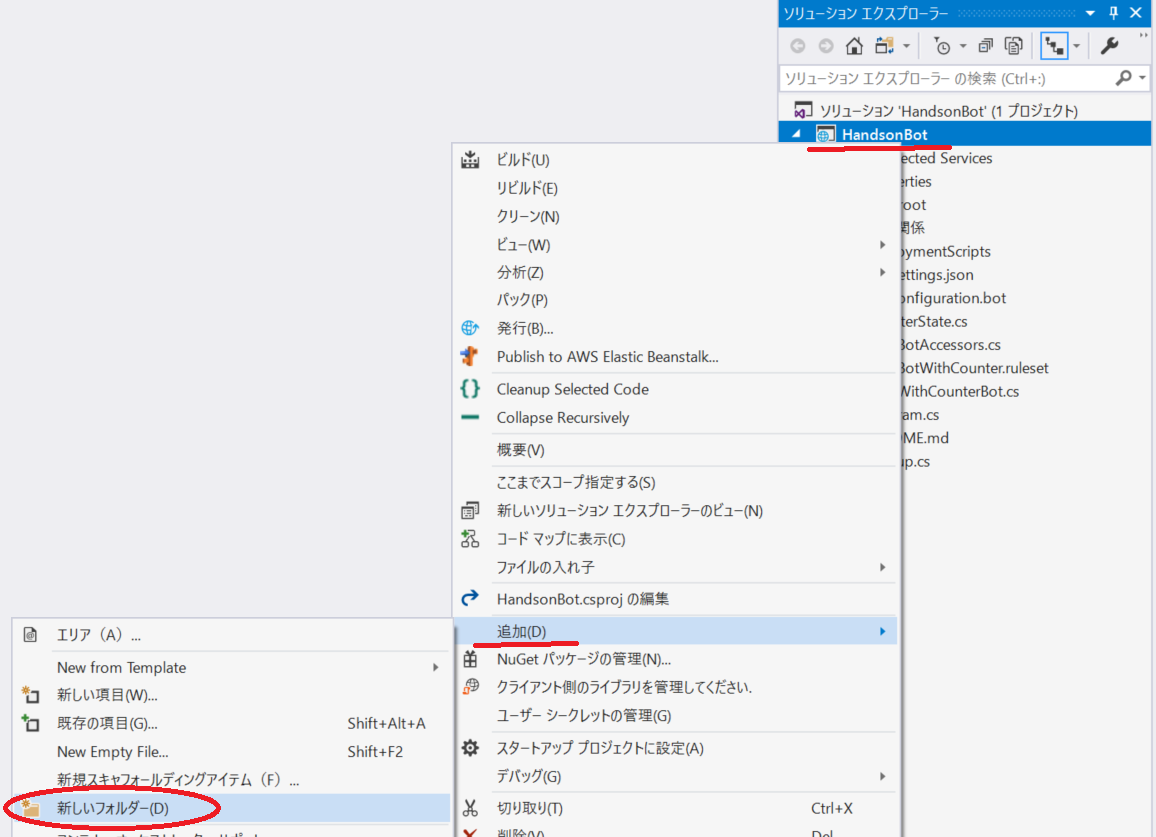 ソリューション エクスプローラー
ソリューション エクスプローラー の検索 (Ctrl+:)
ソリューション 'HandsonBot' (1 プロジェクト)
HandsonBot
ected Services
erties
root
関係
oymentScripts
ettings.json
onfiguration.bot
terState.cs
BotAccessors.cs
BotWithCounter.ruleset
WithCounterBot.cs
ram.cs
ME.md
up.cs
ビルド(U)
リビルド(E)
クリーン(N)
ビュー(W)
分析(Z)
パック(P)
発行(B)...
Publish to AWS Elastic Beanstalk...
Cleanup Selected Code
Collapse Recursively
概要(V)
ここまでスコープ指定する(S)
新しいソリューション エクスプローラーのビュー(N)
コード マップに表示(C)
ファイルの入れ子
HandsonBot.csproj の編集
追加(D)
NuGet パッケージの管理(N)...
クライアント側のライブラリを管理してください.
ユーザー シークレットの管理(G)
スタートアップ プロジェクトに設定(A)
デバッグ(G)
切り取り(T) Ctrl+X
削除(V) Del
エリア（A）...
New from Template
新しい項目(W)...
既存の項目(G)... Shift+Alt+A
New Empty File... Shift+F2
新規スキャフォールディングアイテム（F）...
新しいフォルダー(D)